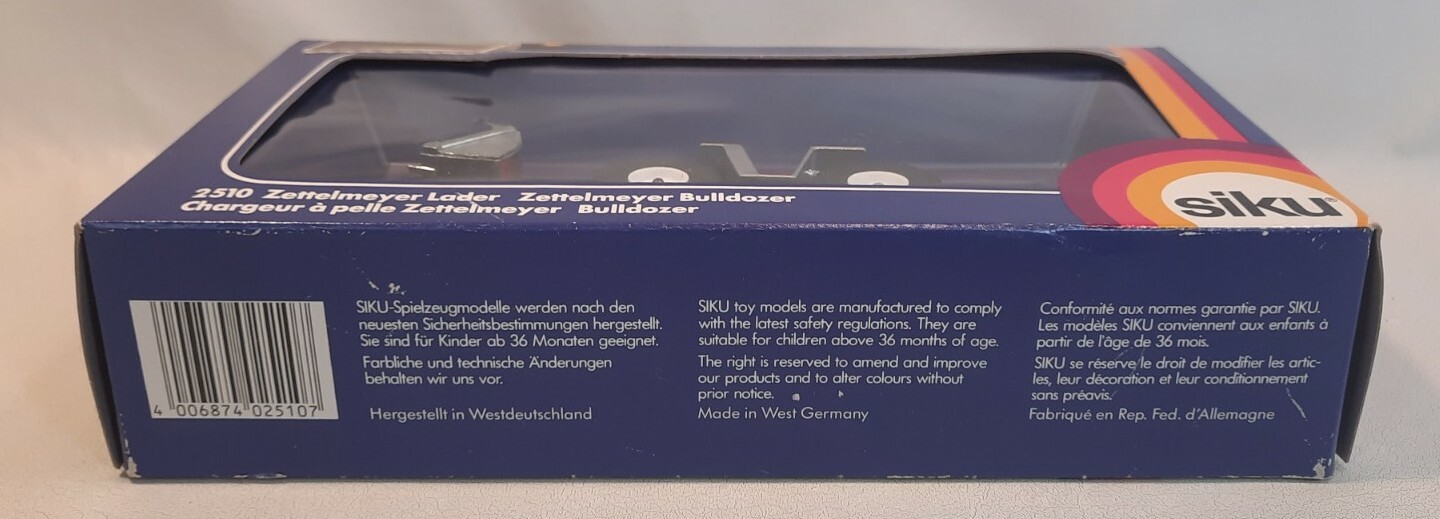 2510 Zettelmeyer Lader Zettelmeyer Bulldozer
Chargeur à pelle Zettelmeyer Bulldozer
siku®
4 006874 025107
SIKU-Spielzeugmodelle werden nach den
neuesten Sicherheitsbestimmungen hergestellt.
Sie sind für Kinder ab 36 Monaten geeignet.
Farbliche und technische Änderungen
behalten wir uns vor.
Hergestellt in Westdeutschland
SIKU toy models are manufactured to comply
with the latest safety regulations. They are
suitable for children above 36 months of age.
The right is reserved to amend and improve
our products and to alter colours without
prior notice.
Made in West Germany
Conformité aux normes garantie par SIKU.
Les modèles SIKU conviennent aux enfants à
partir de l'âge de 36 mois.
SIKU se réserve le droit de modifier les artic-
les, leur décoration et leur conditionnement
sans préavis.
Fabriqué en Rep. Fed. d'Allemagne